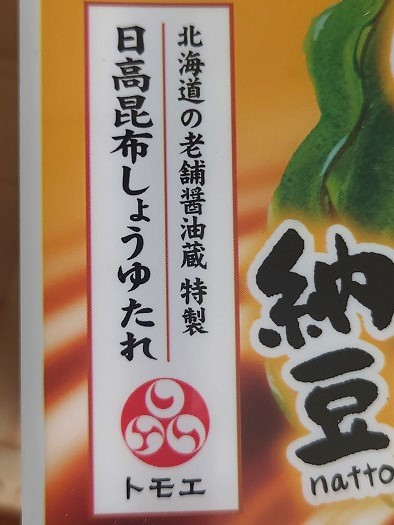 北海道の老舗醤油蔵 特製
日高昆布しょうゆたれ
トモエ
納豆
natto